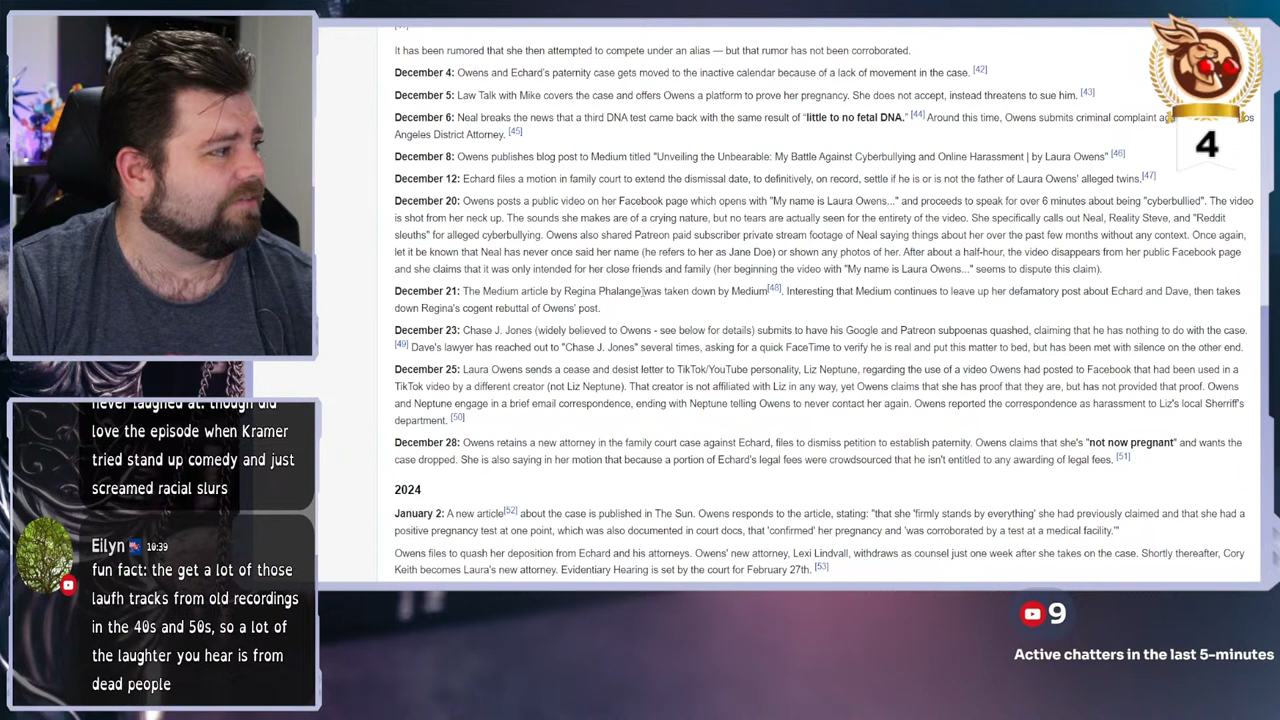 It has been rumored that she then attempted to compete under an alias — but that rumor has not been corroborated.
December 4: Owens and Echard's paternity case gets moved to the inactive calendar because of a lack of movement in the case. [42]
December 5: Law Talk with Mike covers the case and offers Owens a platform to prove her pregnancy. She does not accept, instead threatens to sue him. [43]
December 6: Neal breaks the news that a third DNA test came back with the same result of "little to no fetal DNA." [44] Around this time, Owens submits criminal complaint
Angeles District Attorney. [45]
December 8: Owens publishes blog post to Medium titled "Unveiling the Unbearable: My Battle Against Cyberbullying and Online Harassment | by Laura Owens" [46]
December 12: Echard files a motion in family court to extend the dismissal date, to definitively, on record, settle if he is or is not the father of Laura Owens' alleged twins.[47]
December 20: Owens posts a public video on her Facebook page which opens with "My name is Laura Owens..." and proceeds to speak for over 6 minutes about being "cyberbullied". The video
is shot from her neck up. The sounds she makes are of a crying nature, but no tears are actually seen for the entirety of the video. She specifically calls out Neal, Reality Steve, and "Reddit
sleuths" for alleged cyberbullying. Owens also shared Patreon paid subscriber private stream footage of Neal saying things about her over the past few months without any context. Once again,
let it be known that Neal has never once said her name (he refers to her as Jane Doe) or shown any photos of her. After about a half-hour, the video disappears from her public Facebook page
and she claims that it was only intended for her close friends and family (her beginning the video with "My name is Laura Owens..." seems to dispute this claim).
December 21: The Medium article by Regina Phalange was taken down by Medium[48]. Interesting that Medium continues to leave up her defamatory post about Echard and Dave, then takes
down Regina's cogent rebuttal of Owens' post.
December 23: Chase J. Jones (widely believed to Owens - see below for details) submits to have his Google and Patreon subpoenas quashed, claiming that he has nothing to do with the case.
[49] Dave's lawyer has reached out to "Chase J. Jones" several times, asking for a quick FaceTime to verify he is real and put this matter to bed, but has been met with silence on the other end.
December 25: Laura Owens sends a cease and desist letter to TikTok/YouTube personality, Liz Neptune, regarding the use of a video Owens had posted to Facebook that had been used in a
TikTok video by a different creator (not Liz Neptune). That creator is not affiliated with Liz in any way, yet Owens claims that she has proof that they are, but has not provided that proof. Owens
and Neptune engage in a brief email correspondence, ending with Neptune telling Owens to never contact her again. Owens reported the correspondence as harassment to Liz's local Sherriff's
department. [50]
December 28: Owens retains a new attorney in the family court case against Echard, files to dismiss petition to establish paternity. Owens claims that she's "not now pregnant" and wants the
case dropped. She is also saying in her motion that because a portion of Echard's legal fees were crowdsourced that he isn't entitled to any awarding of legal fees. [51]
2024
January 2: A new article[52] about the case is published in The Sun. Owens responds to the article, stating: "that she 'firmly stands by everything' she had previously claimed and that she had a
positive pregnancy test at one point, which was also documented in court docs, that 'confirmed' her pregnancy and 'was corroborated by a test at a medical facility.'"
Owens files to quash her deposition from Echard and his attorneys. Owens' new attorney, Lexi Lindvall, withdraws as counsel just one week after she takes on the case. Shortly thereafter, Cory
Keith becomes Laura's new attorney. Evidentiary Hearing is set by the court for February 27th. [53]
4
never laughed at. though did
love the episode when Kramer
tried stand up comedy and just
screamed racial slurs
Eilyn 10:39
fun fact: the get a lot of those
laufh tracks from old recordings
in the 40s and 50s, so a lot of
the laughter you hear is from
dead people
9
Active chatters in the last 5-minutes